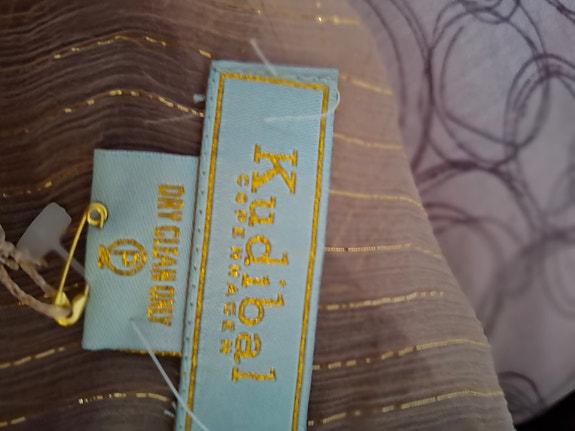 Kudibal
COPENHAGEN
DRY CLEAN ONLY
P